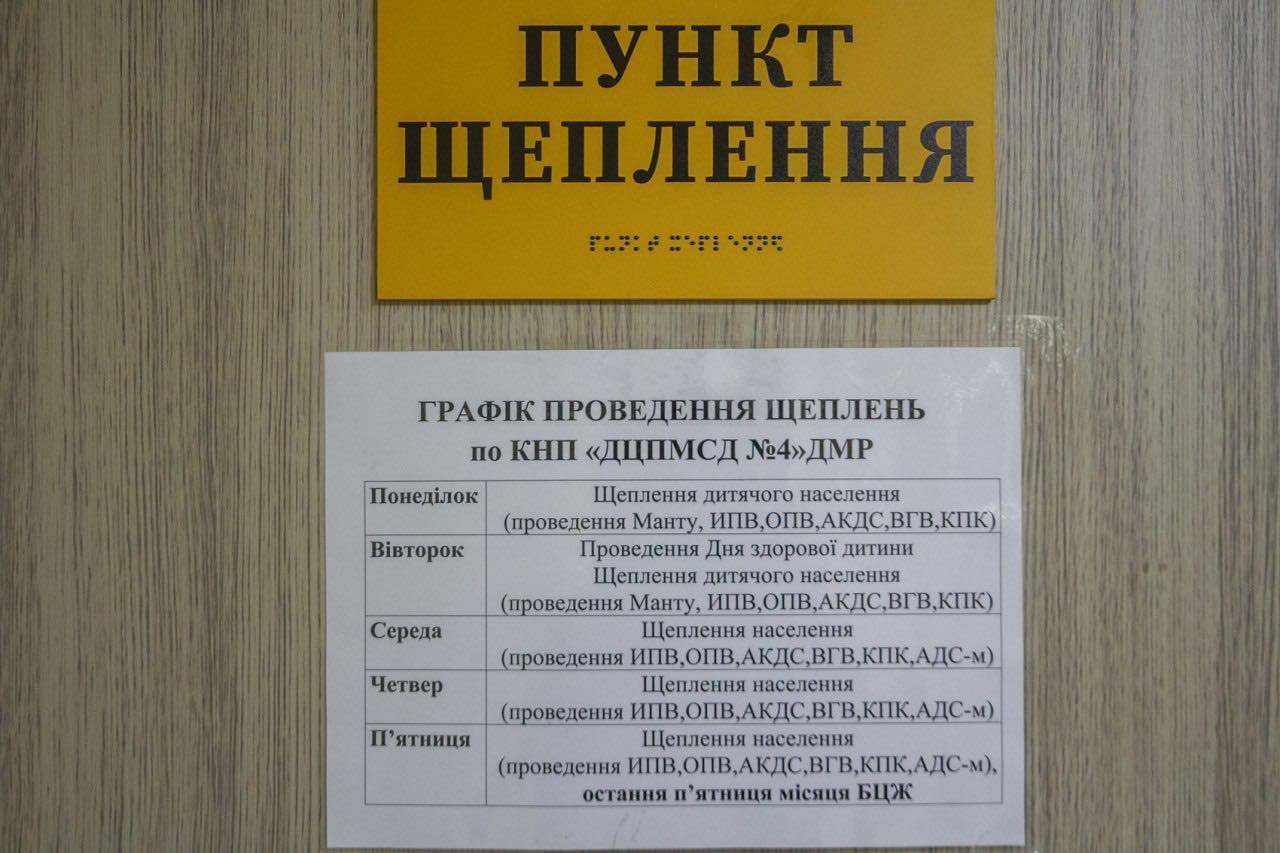 ПУНКТ
ЩЕПЛЕННЯ
ГРАФІК ПРОВЕДЕННЯ ЩЕПЛЕНЬ
по КНП «ДЦПМСД №4»ДМР
Понеділок Щеплення дитячого населення
(проведення Манту, ИПВ,ОПВ,АКДС,ВГВ,КПК)
Вівторок Проведення Дня здорової дитини
Щеплення дитячого населення
(проведення Манту, ИПВ,ОПВ,АКДС,ВГВ,КПК)
Середа Щеплення населення
(проведення ИПВ,ОПВ,АКДС,ВГВ,КПК,АДС-м)
Четвер Щеплення населення
(проведення ИПВ,ОПВ,АКДС,ВГВ,КПК,АДС-м)
П’ятниця Щеплення населення
(проведення ИПВ,ОПВ,АКДС,ВГВ,КПК,АДС-м),
остання п’ятниця місяця БЦЖ